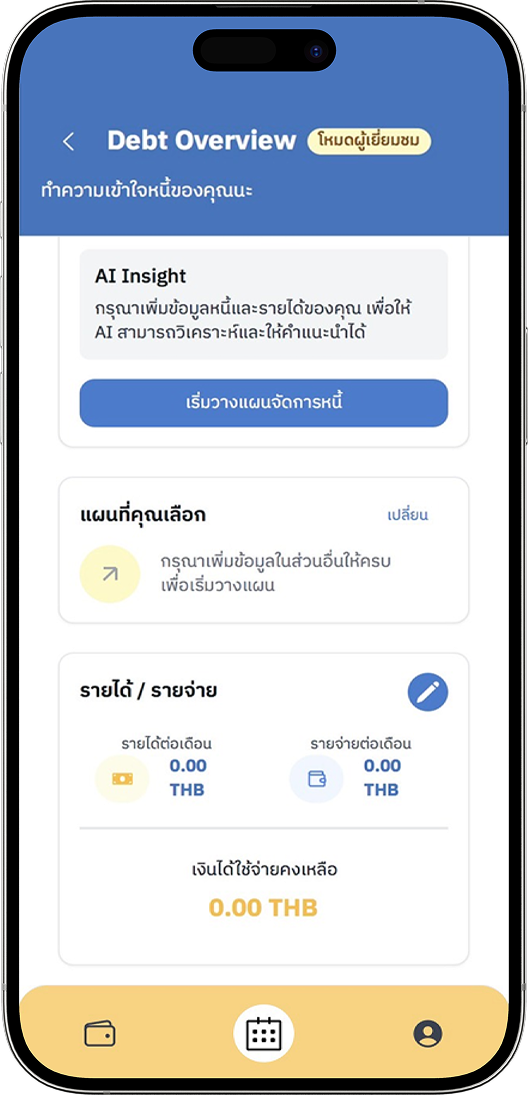 Debt Overview
โหมดผู้เยี่ยมชม
ทำความเข้าใจหนี้ของคุณนะ
AI Insight
กรุณาเพิ่มข้อมูลหนี้และรายได้ของคุณ เพื่อให้
AI สามารถวิเคราะห์และให้คำแนะนำได้
เริ่มวางแผนจัดการหนี้
แผนที่คุณเลือก
เปลี่ยน
กรุณาเพิ่มข้อมูลในส่วนอื่นให้ครบ
เพื่อเริ่มวางแผน
รายได้ / รายจ่าย
รายได้ต่อเดือน
0.00
THB
รายจ่ายต่อเดือน
0.00
THB
เงินได้ใช้จ่ายคงเหลือ
0.00 THB